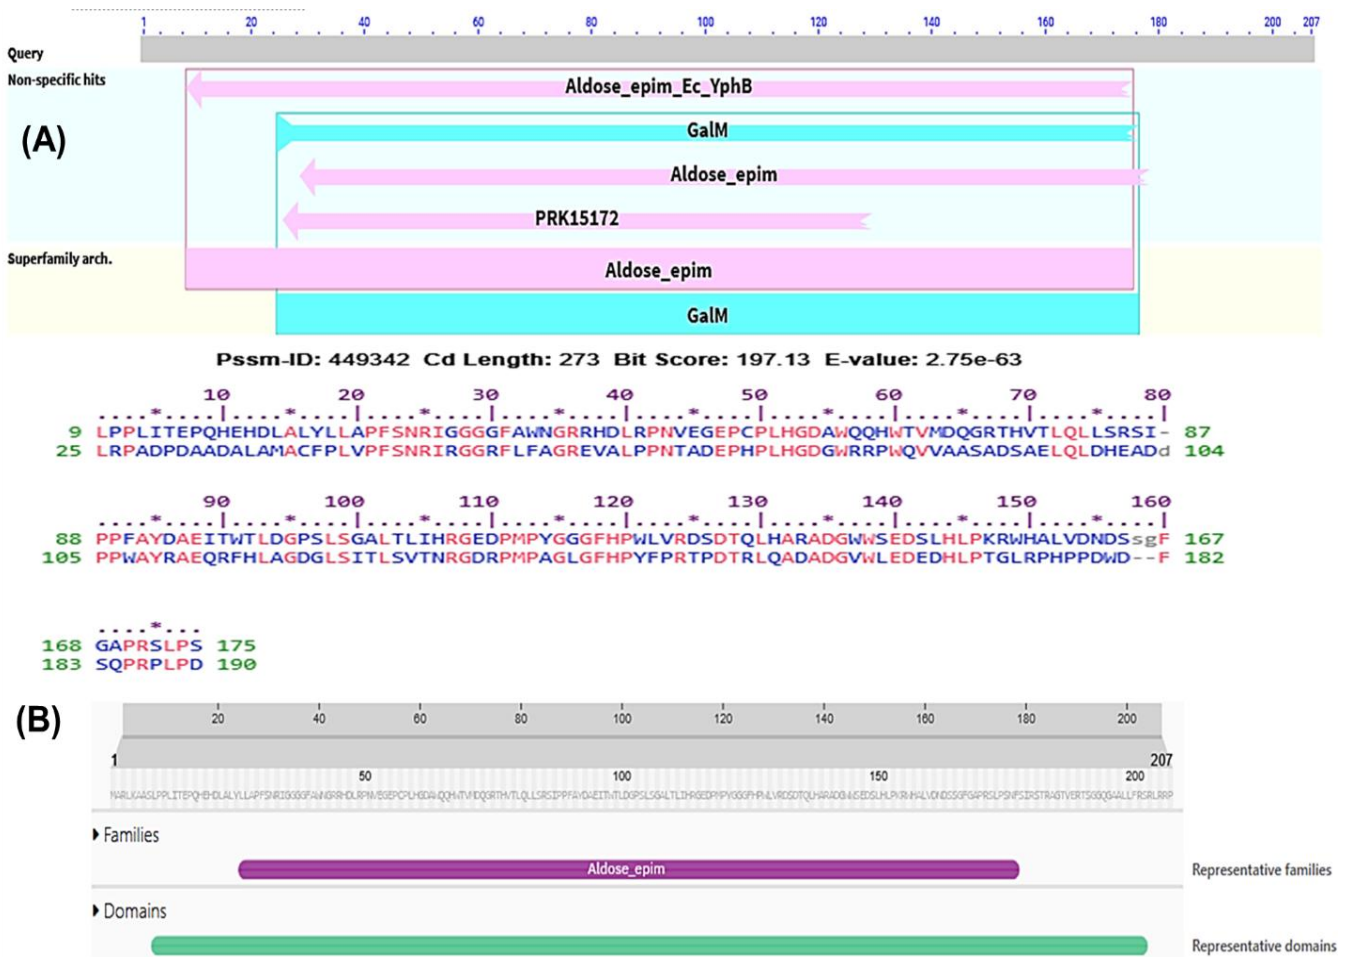 1 20 40 60 80 100 120 140 160 180 200 207
Query
Non-specific hits
Aldose_epim_Ec_YphB
(A)
GalM
Aldose_epim
PRK15172
Superfamily arch.
Aldose_epim
GalM
Pssm-ID: 449342 Cd Length: 273 Bit Score: 197.13 E-value: 2.75e-63
10 20 30 40 50 60 70 80
....*....|....*....|....*....|....*....|....*....|....*....|....*....|....*....|
9 LPPLITEPQHEHDLALYLLAPFSNRIGGGGFAWNGRRHDLRPNVEGEPCPLHGDAWQQHWTVMDQGRTHVTLQLLSRSI- 87
25 LRPADPDAADALAMACFPLVPFSNRIRGGRFLFAGREVALPPNTADEPHPLHGDGWRRPWQVVAASADSAELQLDHEADd 104
90 100 110 120 130 140 150 160
....*....|....*....|....*....|....*....|....*....|....*....|....*....|....*....|
88 PPFAYDAEITWTLDGPSLSGALTLIHRGEDPMPYGGGFHPWLVRDSDTQLHARADGWWSEDSLHLPKRWHALVDNDSsgF 167
105 PPWAYRAEQRFHLAGDGLSITLSVTNRGDRPMPAGLGFHPYFPRTPDTRLQADADGVWLEDEDHLPTGLRPHPPDWD--F 182
....*...
168 GAPRSLPS 175
183 SQPRPLPD 190
(B)
20 40 60 80 100 120 140 160 180 200
1 207
50 100 150 200
MARLKAASLPPLITEPQHEHDLALYLLAPFSNRIGGGGFAWNGRRHDLRPNVEGEPCPLHGDAWQQHWTVMDQGRTHVTLQLLSRSIPPFAYDAEITWTLDGPSLSGALTLIHRGEDPMPYGGGFHPWLVRDSDTQLHARADGWWSEDSLHLPKRWHALVDNDSSGFGAPRSLPSNFSIRSTRAGTVERTSGGQGAALLFRSRLRRP
Families
Aldose_epim
Representative families
Domains
Representative domains